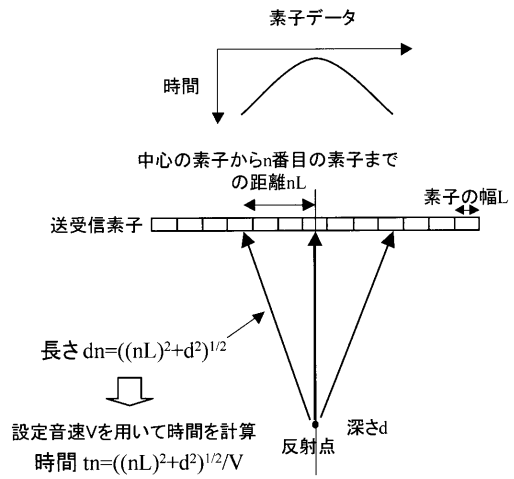 素子データ
時間
中心の素子からn番目の素子まで
の距離nL
素子の幅L
送受信素子
長さdn=((nL)²+d²)¹/²
設定音速Vを用いて時間を計算
時間 tn=((nL)²+d²)¹/²/V
深さd
反射点